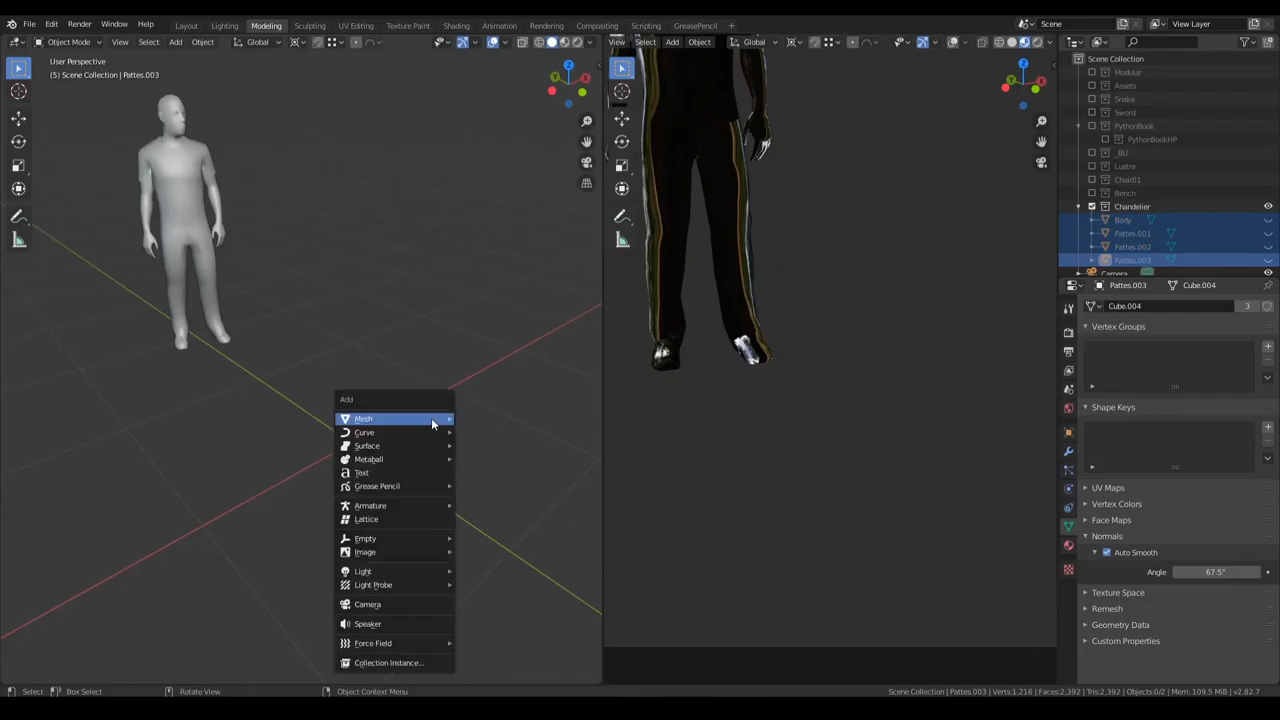 File Edit Render Window Help Layout Lighting Modeling Sculpting UV Editing Texture Paint Shading Animation Rendering Compositing Scripting GreasePencil + Scene View Layer
Object Mode View Select Add Object Global
View Select Add Object Global
User Perspective
(5) Scene Collection | Pattes.003
Z
Y
X
Z
Y
X
Add
Mesh
Curve
Surface
Metaball
Text
Grease Pencil
Armature
Lattice
Empty
Image
Light
Light Probe
Camera
Speaker
Force Field
Collection Instance...
Scene Collection
Modular
Assets
Snake
Sword
PythonBook
PythonBookHP
_BU
Lustre
Chair01
Bench
Chandelier
Body
Pattes.001
Pattes.002
Pattes.003
Camera
Pattes.003 Cube.004
Cube.004 3
Vertex Groups
Shape Keys
UV Maps
Vertex Colors
Face Maps
Normals
Auto Smooth
Angle 67.5°
Texture Space
Remesh
Geometry Data
Custom Properties
Select Box Select Rotate View Object Context Menu Scene Collection | Pattes.003 | Verts:1,216 | Faces:2,392 | Tris:2,392 | Objects:0/2 | Mem: 109.5 MiB | v2.82.7